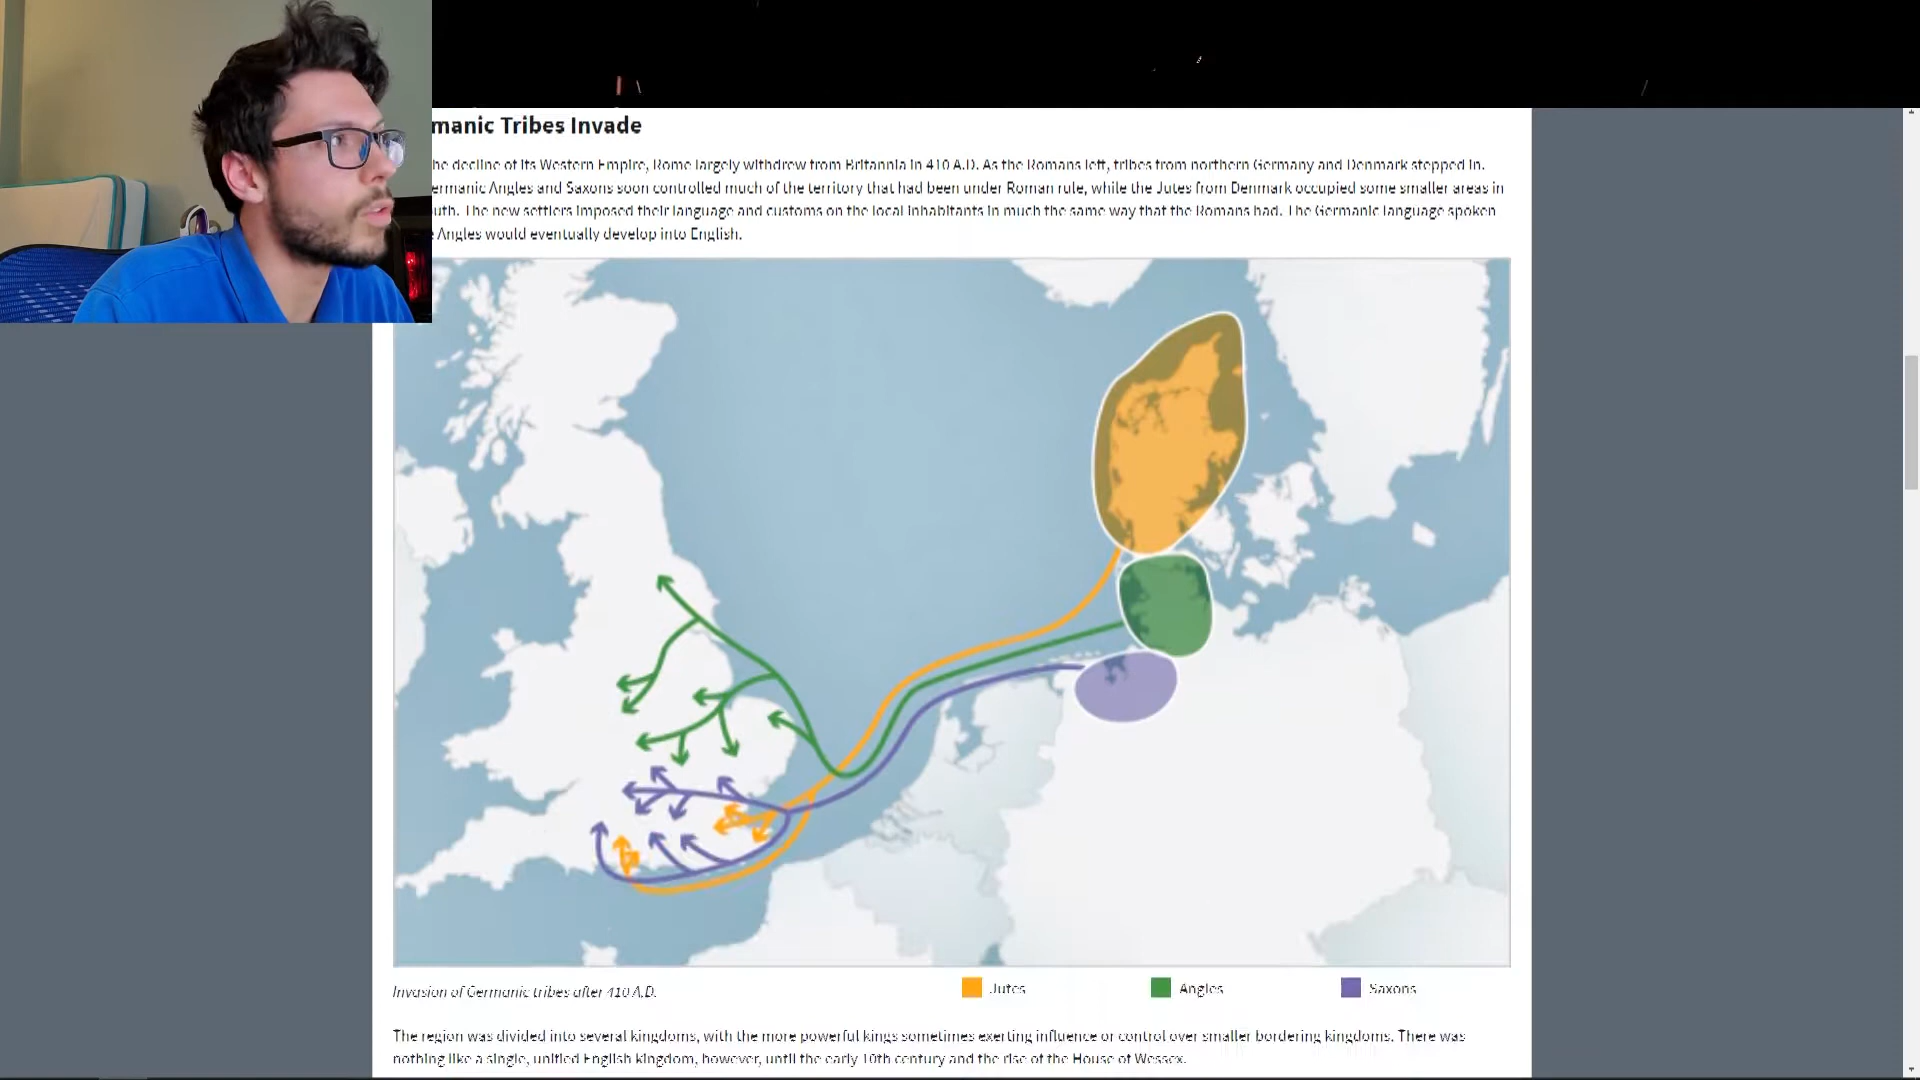 manic Tribes Invade
he decline of its Western Empire, Rome largely withdrew from Britannia in 410 A.D. As the Romans left, tribes from northern Germany and Denmark stepped in.
ermanic Angles and Saxons soon controlled much of the territory that had been under Roman rule, while the Jutes from Denmark occupied some smaller areas in
uth. The new settlers imposed their language and customs on the local inhabitants in much the same way that the Romans had. The Germanic language spoken
Angles would eventually develop into English.
Invasion of Germanic tribes after 410 A.D.
Jutes
Angles
Saxons
The region was divided into several kingdoms, with the more powerful kings sometimes exerting influence or control over smaller bordering kingdoms. There was
nothing like a single, unified English kingdom, however, until the early 10th century and the rise of the House of Wessex.